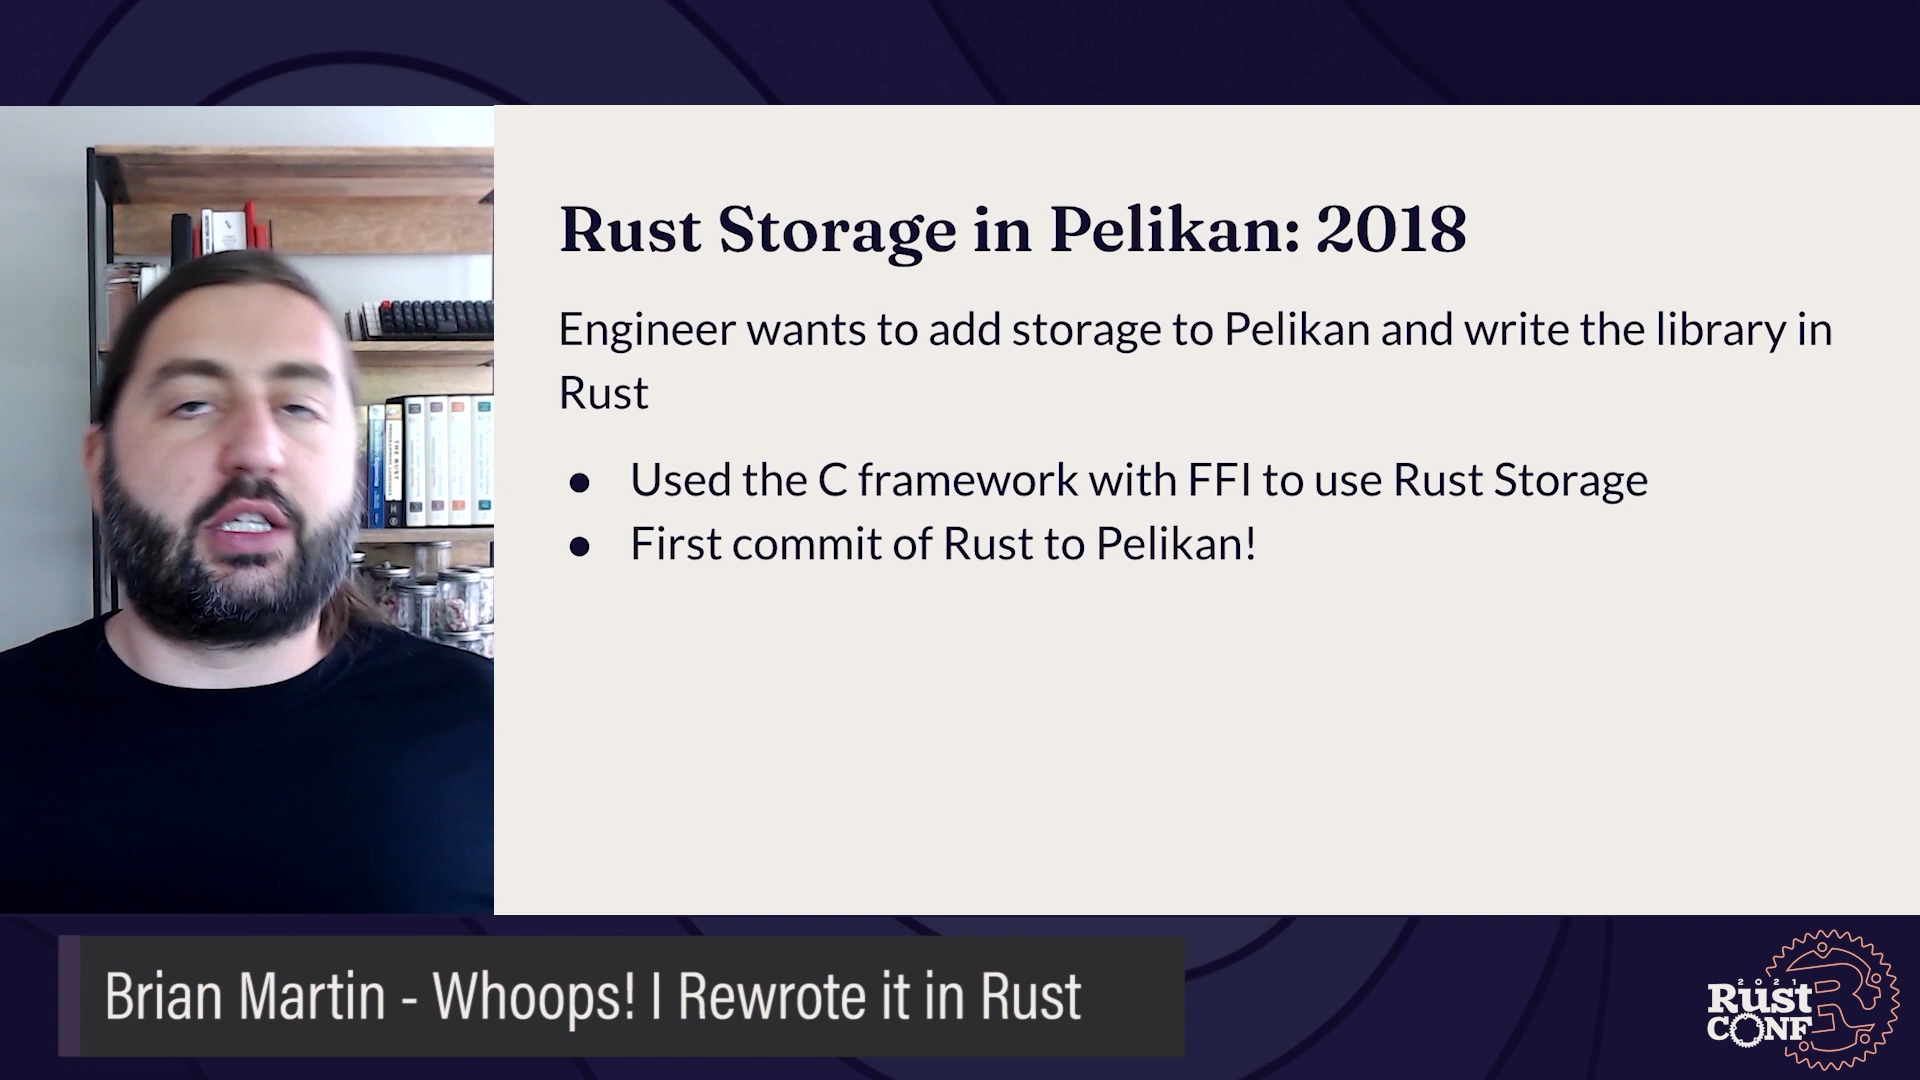 Rust Storage in Pelikan: 2018
Engineer wants to add storage to Pelikan and write the library in
Rust
● Used the C framework with FFI to use Rust Storage
● First commit of Rust to Pelikan!
Brian Martin - Whoops! I Rewrote it in Rust
2021
Rust
CONF